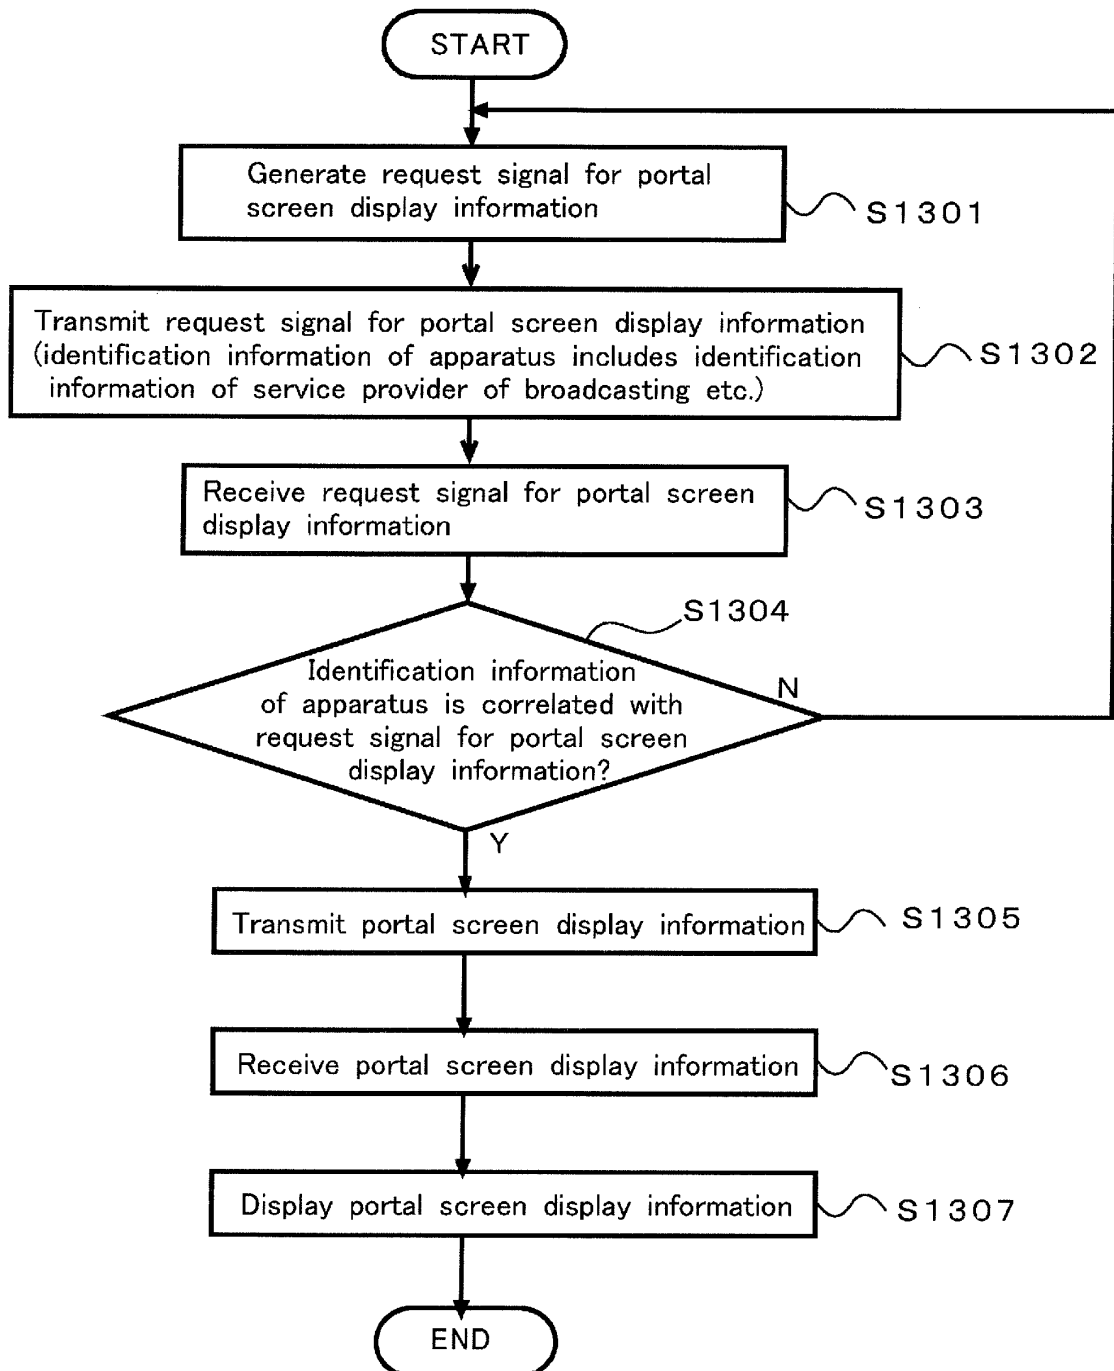 START
Generate request signal for portal
screen display information
S1301
Transmit request signal for portal screen display information
(identification information of apparatus includes identification
information of service provider of broadcasting etc.)
S1302
Receive request signal for portal screen
display information
S1303
S1304
Identification information
of apparatus is correlated with
request signal for portal screen
display information?
N
Y
Transmit portal screen display information
S1305
Receive portal screen display information
S1306
Display portal screen display information
S1307
END